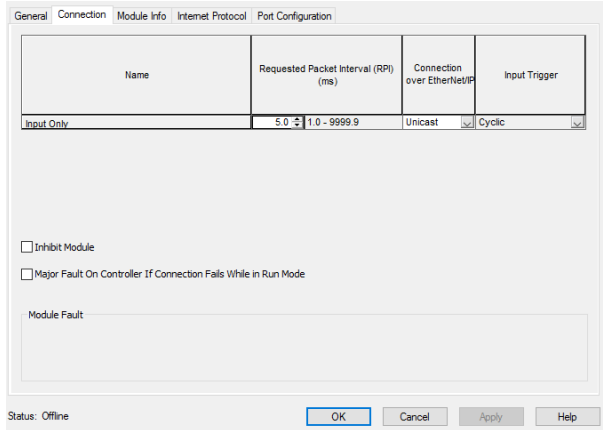 General Connection Module Info Internet Protocol Port Configuration
Name
Requested Packet Interval (RPI)
(ms)
Connection
over EtherNet/IP
Input Trigger
Input Only 5.0 1.0 - 9999.9 Unicast Cyclic
Inhibit Module
Major Fault On Controller If Connection Fails While in Run Mode
Module Fault
Status: Offline OK Cancel Apply Help